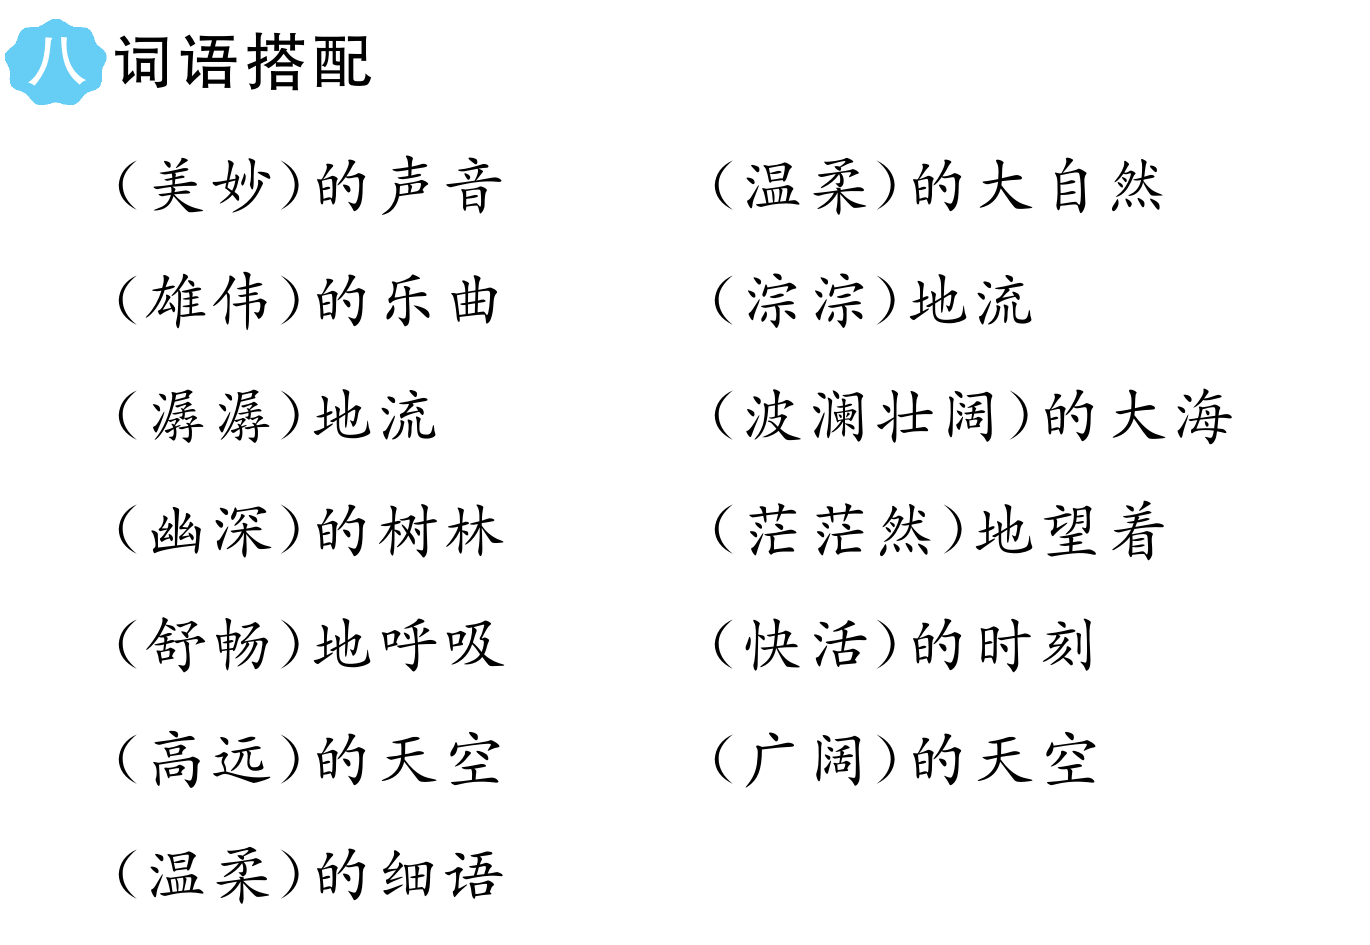 八 词语搭配
（美妙）的声音 （温柔）的大自然
（雄伟）的乐曲 （淙淙）地流
（潺潺）地流 （波澜壮阔）的大海
（幽深）的树林 （茫茫然）地望着
（舒畅）地呼吸 （快活）的时刻
（高远）的天空 （广阔）的天空
（温柔）的细语